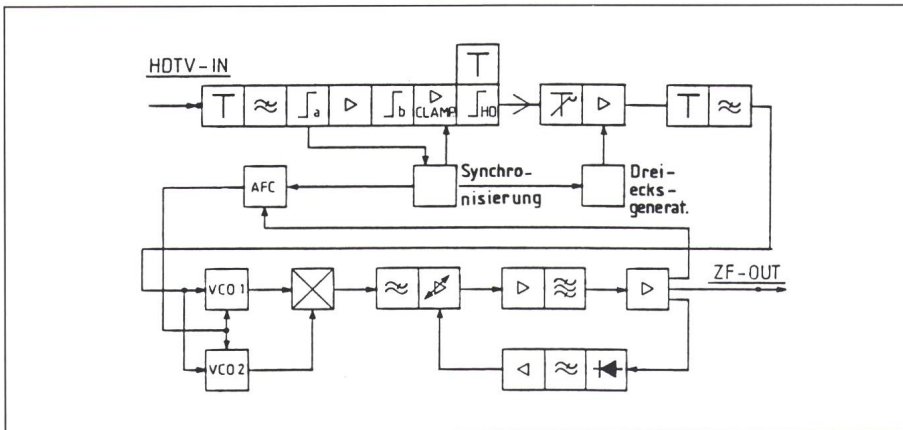 HDTV-IN
a
b
CLAMP
HD
Synchro-
nisierung
Drei-
ecks-
generat.
AFC
ZF-OUT
VCO 1
VCO 2